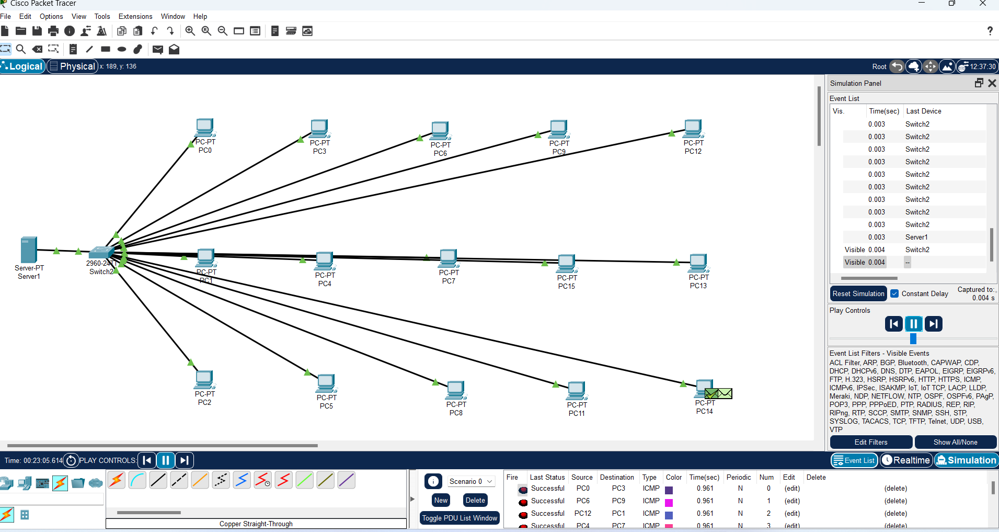 Cisco Packet Tracer
File Edit Options View Tools Extensions Window Help
?
Logical Physical x: 189, y: 136 Root 12:37:30
PC-PT
PC0
PC-PT
PC3
PC-PT
PC6
PC-PT
PC9
PC-PT
PC12
Server-PT
Server1
2960-24TT
Switch2
PC-PT
PC1
PC-PT
PC4
PC-PT
PC7
PC-PT
PC15
PC-PT
PC13
PC-PT
PC2
PC-PT
PC5
PC-PT
PC8
PC-PT
PC11
PC-PT
PC14
Simulation Panel
Event List
Vis. Time(sec) Last Device
0.003 Switch2
0.003 Switch2
0.003 Switch2
0.003 Switch2
0.003 Switch2
0.003 Switch2
0.003 Switch2
0.003 Switch2
0.003 Switch2
0.003 Server1
Visible 0.004 Switch2
Visible 0.004 --
Reset Simulation Constant Delay Captured to:
0.004 s
Play Controls
Event List Filters - Visible Events
ACL Filter, ARP, BGP, Bluetooth, CAPWAP, CDP,
DHCP, DHCPv6, DNS, DTP, EAPOL, EIGRP, EIGRPv6,
FTP, H.323, HSRP, HSRPv6, HTTP, HTTPS, ICMP,
ICMPv6, IPSec, ISAKMP, IoT, IoT TCP, LACP, LLDP,
Meraki, NDP, NETFLOW, NTP, OSPF, OSPFv6, PAgP,
POP3, PPP, PPPoED, PTP, RADIUS, REP, RIP,
RIPng, RTP, SCCP, SMTP, SNMP, SSH, STP,
SYSLOG, TACACS, TCP, TFTP, Telnet, UDP, USB,
VTP
Edit Filters Show All/None
Time: 00:23:05.614 PLAY CONTROLS: Event List Realtime Simulation
Copper Straight-Through
Scenario 0
New Delete
Toggle PDU List Window
Fire Last Status Source Destination Type Color Time(sec) Periodic Num Edit Delete
Successful PC0 PC3 ICMP 0.961 N 0 (edit) (delete)
Successful PC6 PC9 ICMP 0.961 N 1 (edit) (delete)
Successful PC12 PC1 ICMP 0.961 N 2 (edit) (delete)
Successful PC4 PC7 ICMP 0.961 N 3 (edit) (delete)